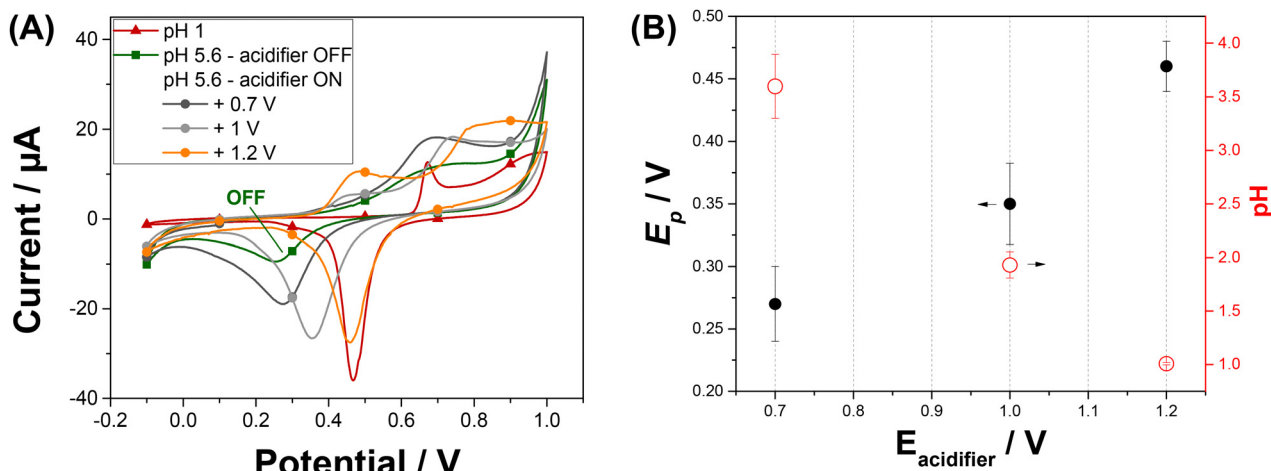 (A)
pH 1
pH 5.6 - acidifier OFF
pH 5.6 - acidifier ON
+ 0.7 V
+ 1 V
+ 1.2 V
OFF
40
20
0
-20
-40
Current / µA
-0.2
0.0
0.2
0.4
0.6
0.8
1.0
Potential / V
(B)
0.50
0.45
0.40
0.35
0.30
0.25
0.20
Ep / V
4.0
3.5
3.0
2.5
2.0
1.5
1.0
pH
0.7
0.8
0.9
1.0
1.1
1.2
Eacidifier / V